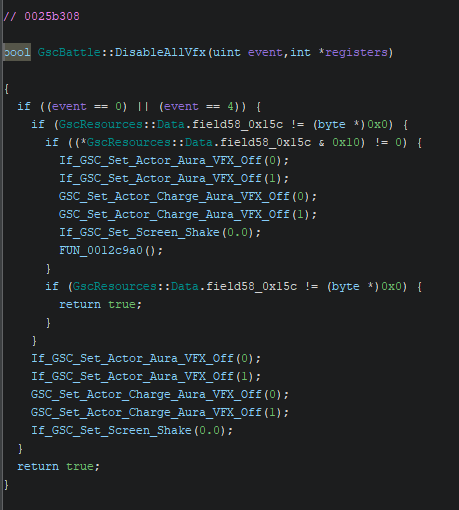 // 0025b308
bool GscBattle::DisableAllVfx(uint event,int *registers)
{
if ((event == 0) || (event == 4)) {
if (GscResources::Data.field58_0x15c != (byte *)0x0) {
if ((*GscResources::Data.field58_0x15c & 0x10) != 0) {
If_GSC_Set_Actor_Aura_VFX_Off(0);
If_GSC_Set_Actor_Aura_VFX_Off(1);
GSC_Set_Actor_Charge_Aura_VFX_Off(0);
GSC_Set_Actor_Charge_Aura_VFX_Off(1);
If_GSC_Set_Screen_Shake(0.0);
FUN_0012c9a0();
}
if (GscResources::Data.field58_0x15c != (byte *)0x0) {
return true;
}
}
If_GSC_Set_Actor_Aura_VFX_Off(0);
If_GSC_Set_Actor_Aura_VFX_Off(1);
GSC_Set_Actor_Charge_Aura_VFX_Off(0);
GSC_Set_Actor_Charge_Aura_VFX_Off(1);
If_GSC_Set_Screen_Shake(0.0);
}
return true;
}